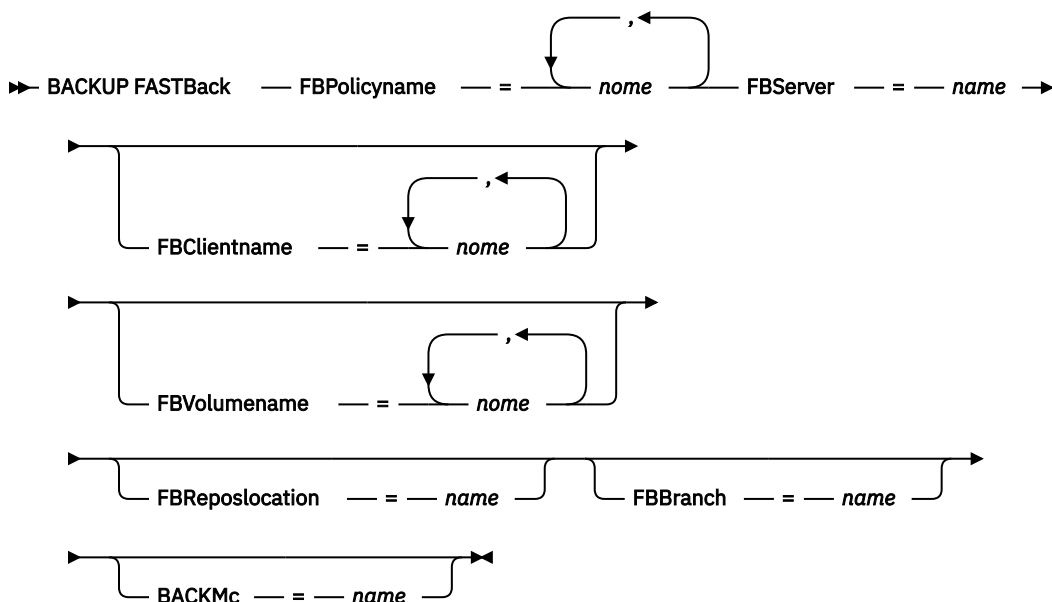 ,
BACKUP FASTBack FBPolicyname = nome FBServer = name
,
FBClientname = nome
,
FBVolumename = nome
FBReposlocation = name FBBranch = name
BACKMc = name